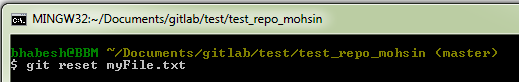 MINGW32:~/Documents/gitlab/test/test_repo_mohsin
bhabesh@BBM ~/Documents/gitlab/test/test_repo_mohsin (master)
$ git reset myFile.txt